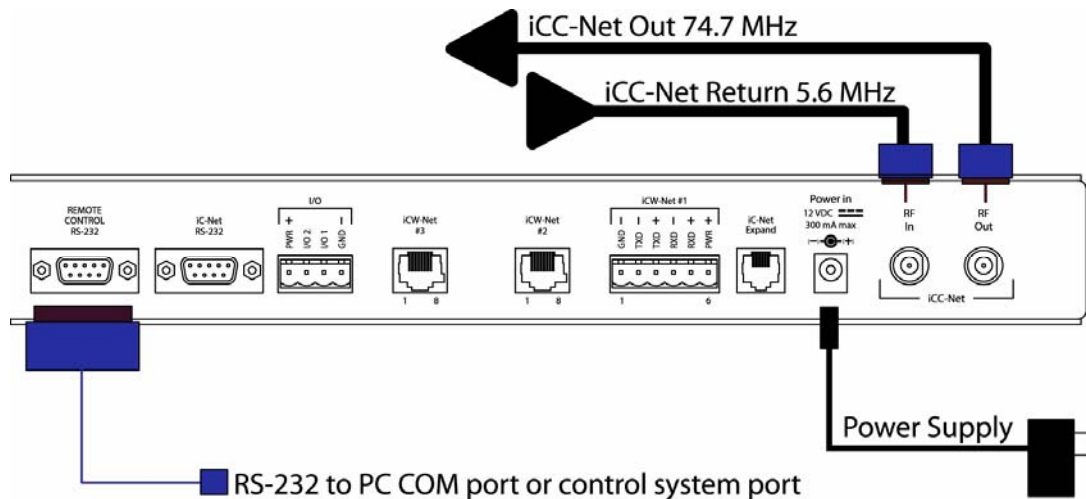 iCC-Net Out 74.7 MHz
iCC-Net Return 5.6 MHz
REMOTE
CONTROL
RS-232
iC-Net
RS-232
I/O
+ −
PWR
I/O 2
I/O 1
GND
iCW-Net
#3
1 8
iCW-Net
#2
1 8
iCW-Net #1
− − + − + +
GND
TXD
TXD
RXD
RXD
PWR
1 6
iC-Net
Expand
Power in
12 VDC
300 mA max
− +
RF
In
RF
Out
iCC-Net
Power Supply
RS-232 to PC COM port or control system port